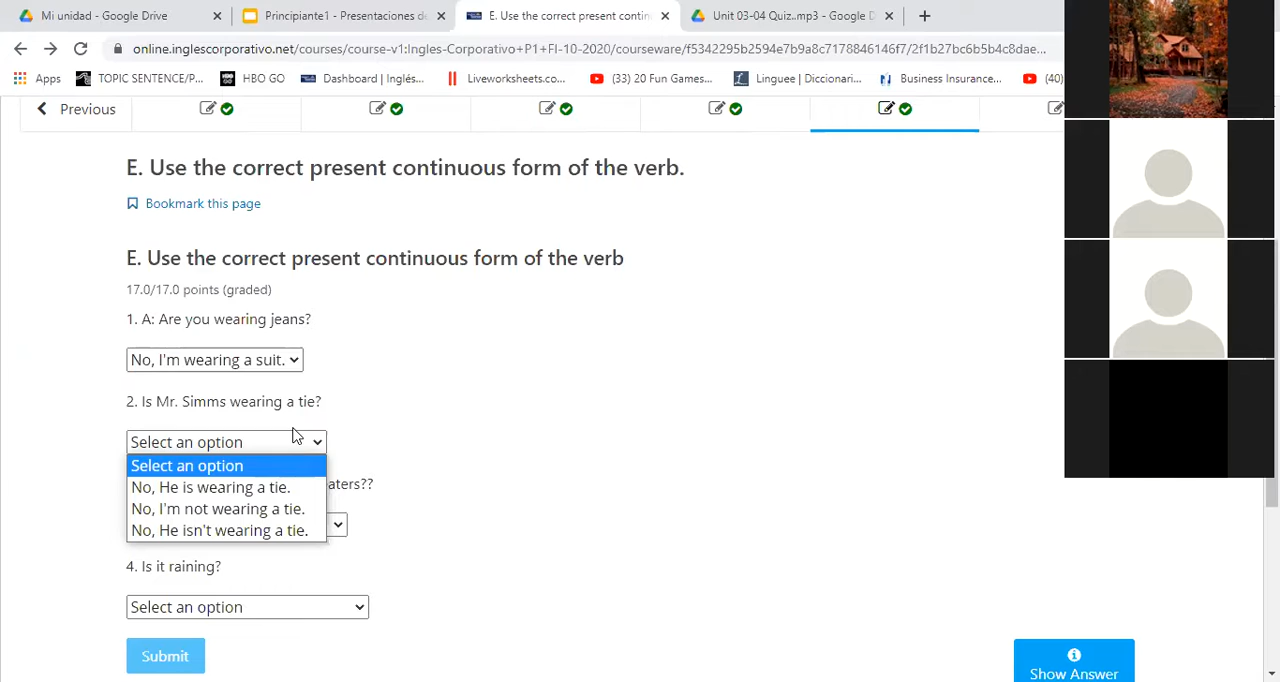 Mi unidad - Google Drive
Principiante1 - Presentaciones de
E. Use the correct present contin
Unit 03-04 Quiz..mp3 - Google D
online.inglescorporativo.net/courses/course-v1:Ingles-Corporativo+P1+FI-10-2020/courseware/f5342295b2594e7b9a8c7178846146f7/2f1b27bc6b5b4c8dae...
Apps
TOPIC SENTENCE/P...
HBO GO
Dashboard | Inglés...
Liveworksheets.co...
(33) 20 Fun Games...
Linguee | Diccionari...
Business Insurance...
(40)
Previous
E. Use the correct present continuous form of the verb.
Bookmark this page
E. Use the correct present continuous form of the verb
17.0/17.0 points (graded)
1. A: Are you wearing jeans?
No, I'm wearing a suit.
2. Is Mr. Simms wearing a tie?
Select an option
Select an option
No, He is wearing a tie.
aters??
No, I'm not wearing a tie.
No, He isn't wearing a tie.
4. Is it raining?
Select an option
Submit
Show Answer